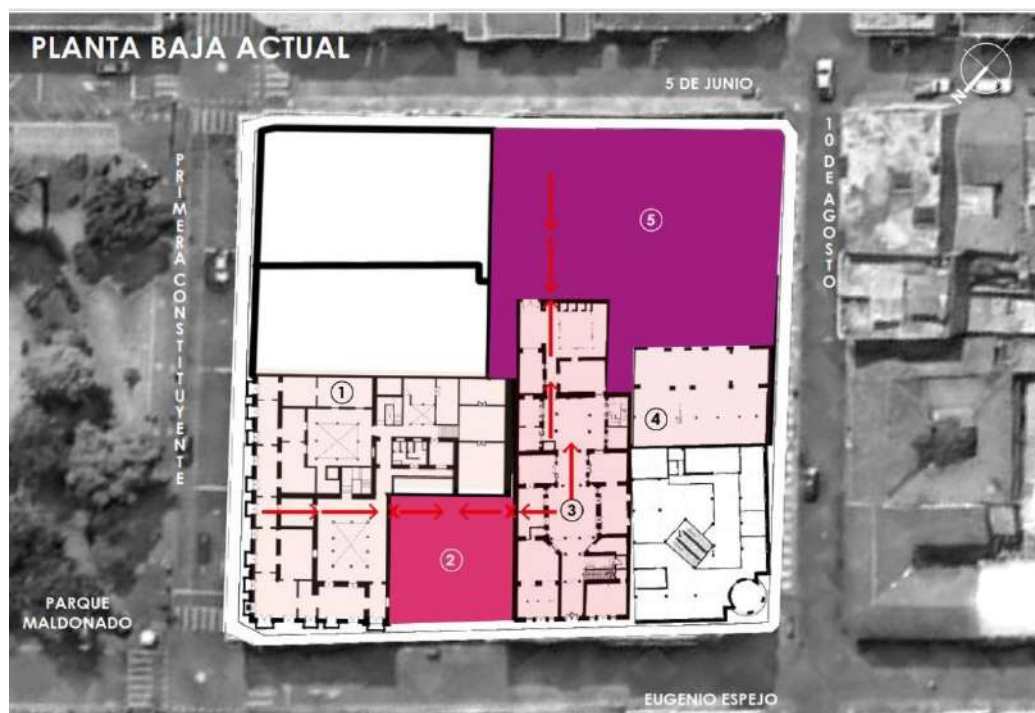 PLANTA BAJA ACTUAL
5 DE JUNIO
N
10 DE AGOSTO
PRIMERA CONSTITUYENTE
5
1
4
3
2
PARQUE
MALDONADO
EUGENIO ESPEJO